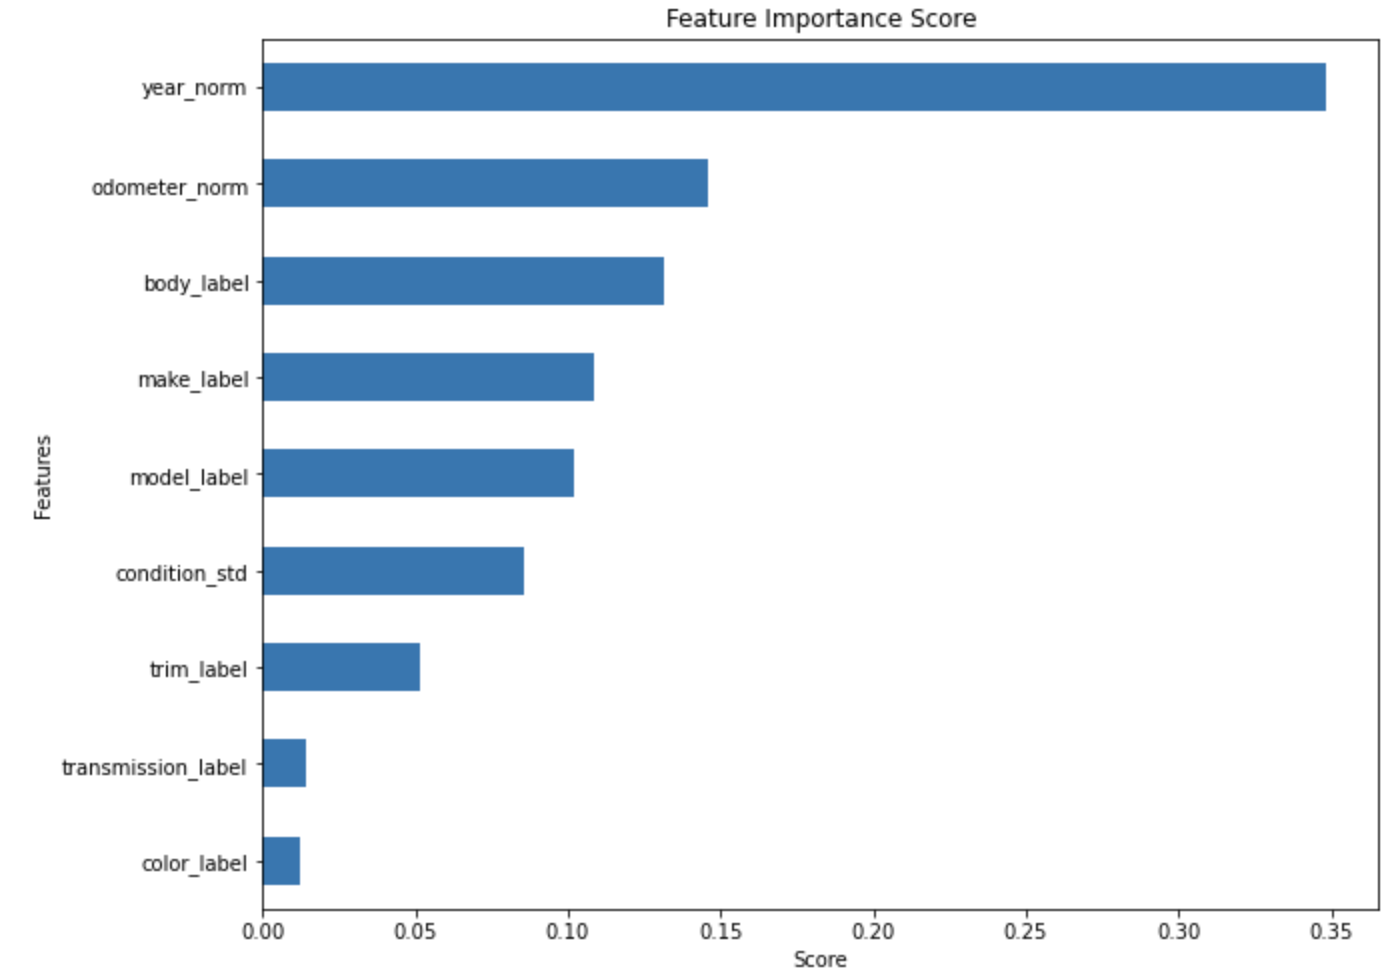 Feature Importance Score
year_norm
odometer_norm
body_label
make_label
model_label
condition_std
trim_label
transmission_label
color_label
Features
0.00 0.05 0.10 0.15 0.20 0.25 0.30 0.35
Score